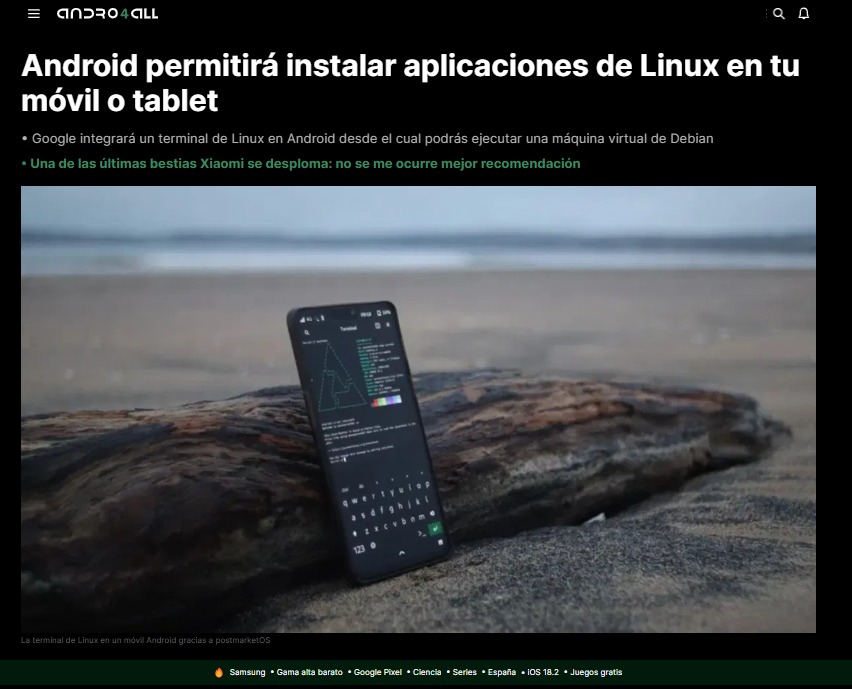 ANDRO4ALL
Android permitirá instalar aplicaciones de Linux en tu
móvil o tablet
• Google integrará un terminal de Linux en Android desde el cual podrás ejecutar una máquina virtual de Debian
• Una de las últimas bestias Xiaomi se desploma: no se me ocurre mejor recomendación
Terminal
q w e r t y u i o p
a s d f g h j k l
z x c v b n m
123
La terminal de Linux en un móvil Android gracias a postmarketOS
Samsung • Gama alta barato • Google Pixel • Ciencia • Series • España • iOS 18.2 • Juegos gratis